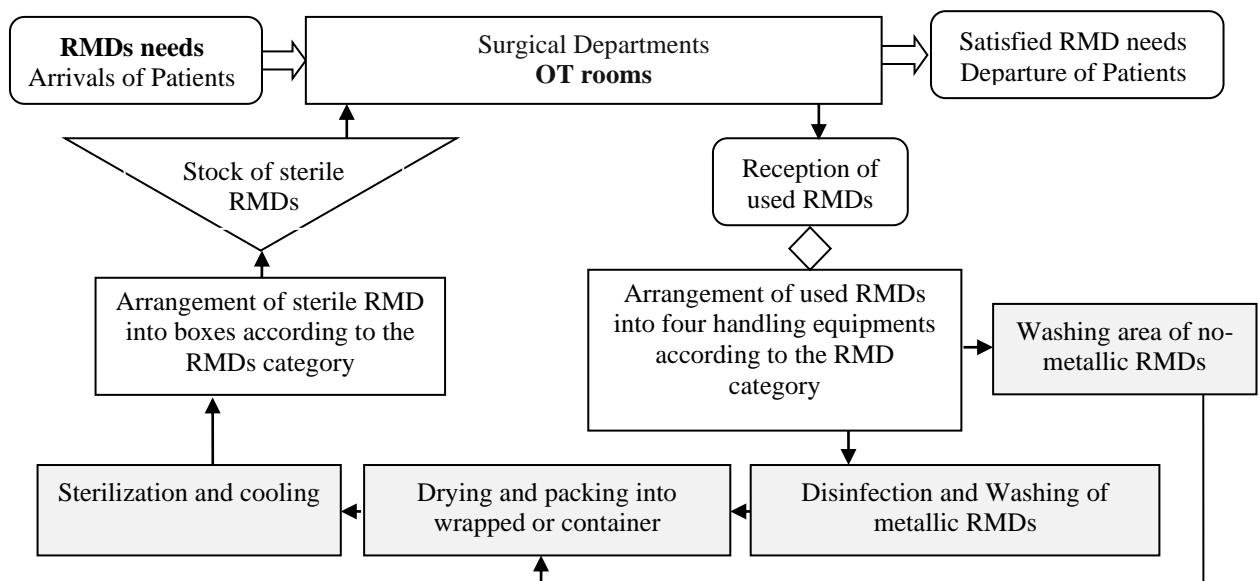 RMDs needs
Arrivals of Patients
Surgical Departments
OT rooms
Satisfied RMD needs
Departure of Patients
Stock of sterile
RMDs
Reception of
used RMDs
Arrangement of sterile RMD
into boxes according to the
RMDs category
Arrangement of used RMDs
into four handling equipments
according to the RMD
category
Washing area of no-
metallic RMDs
Sterilization and cooling
Drying and packing into
wrapped or container
Disinfection and Washing of
metallic RMDs